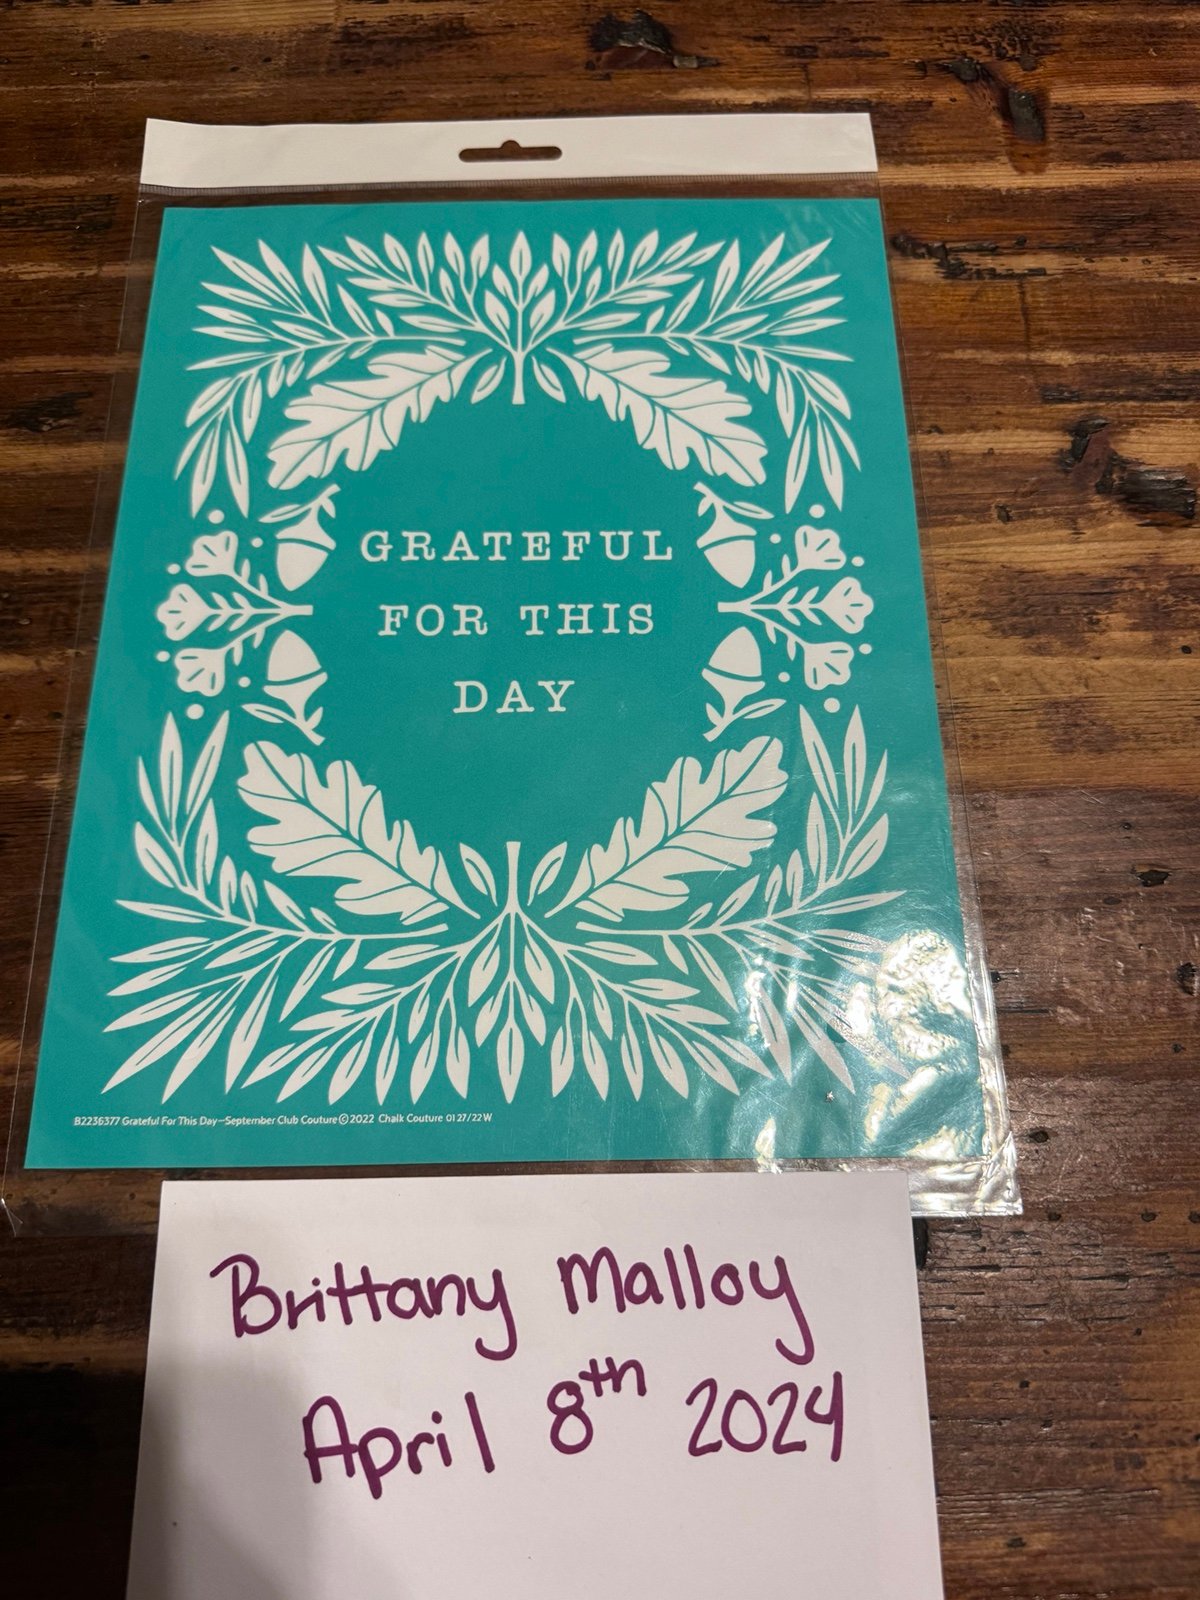 GRATEFUL
FOR THIS
DAY
B2236377 Grateful For This Day—September Club Couture © 2022 Chalk Couture 01 27/22 W
Brittany Malloy
April 8th 2024